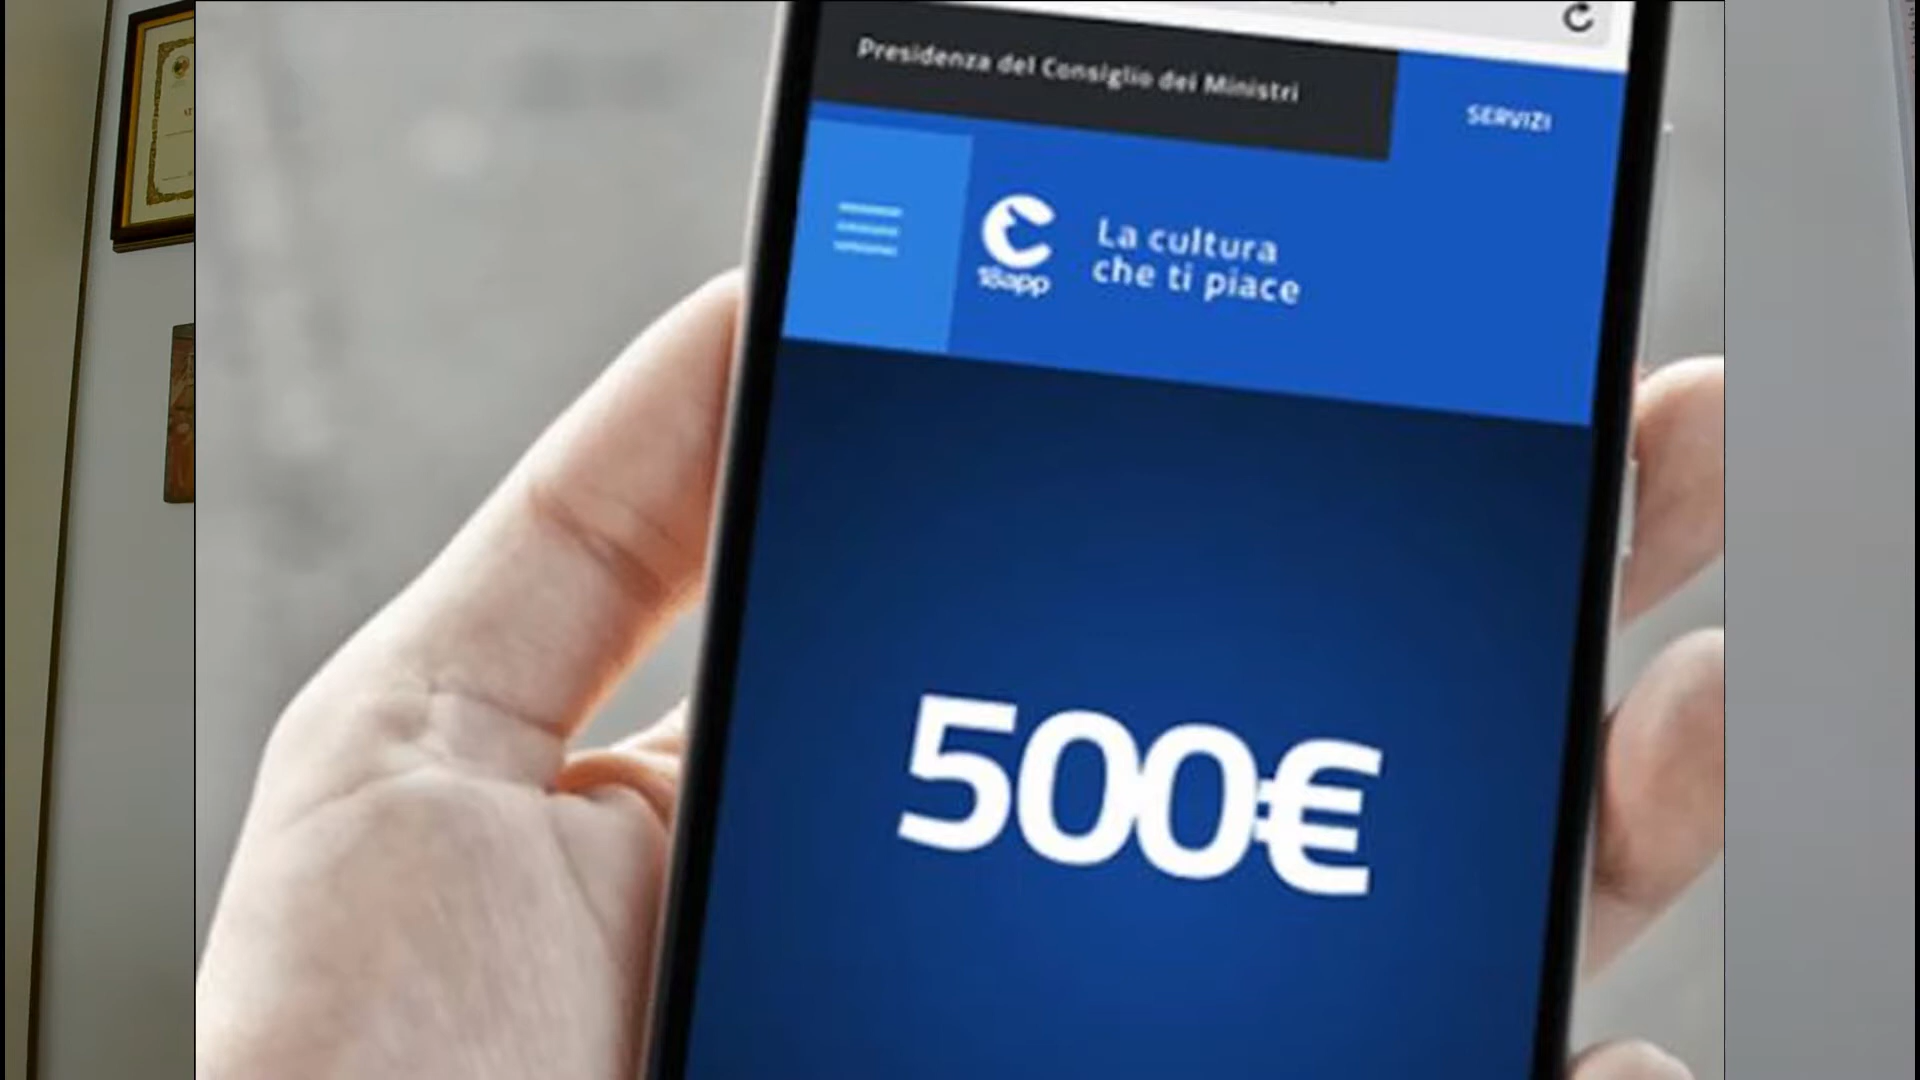 Presidenza del Consiglio dei Ministri
SERVIZI
18app
La cultura
che ti piace
500€